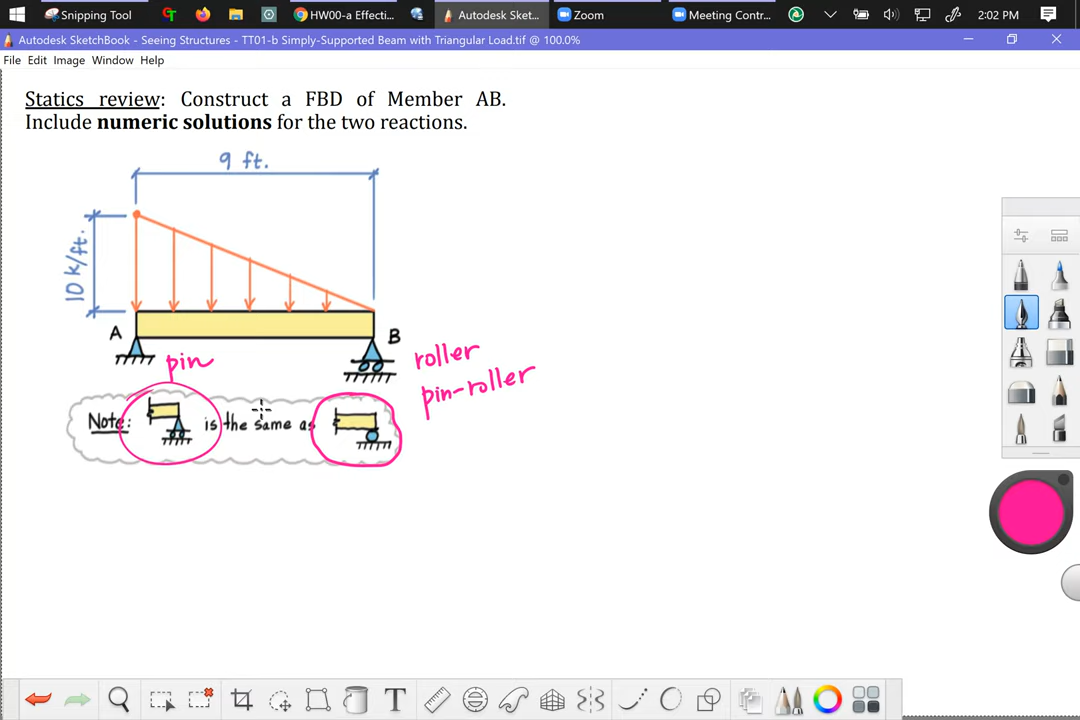 Snipping Tool
HW00-a Effecti...
Autodesk Sket...
Zoom
Meeting Contr...
2:02 PM
Autodesk SketchBook - Seeing Structures - TT01-b Simply-Supported Beam with Triangular Load.tif @ 100.0%
File Edit Image Window Help
Statics review: Construct a FBD of Member AB.
Include numeric solutions for the two reactions.
9 ft.
10 k/ft.
A
B
pin
roller
pin-roller
Note: is the same as
T